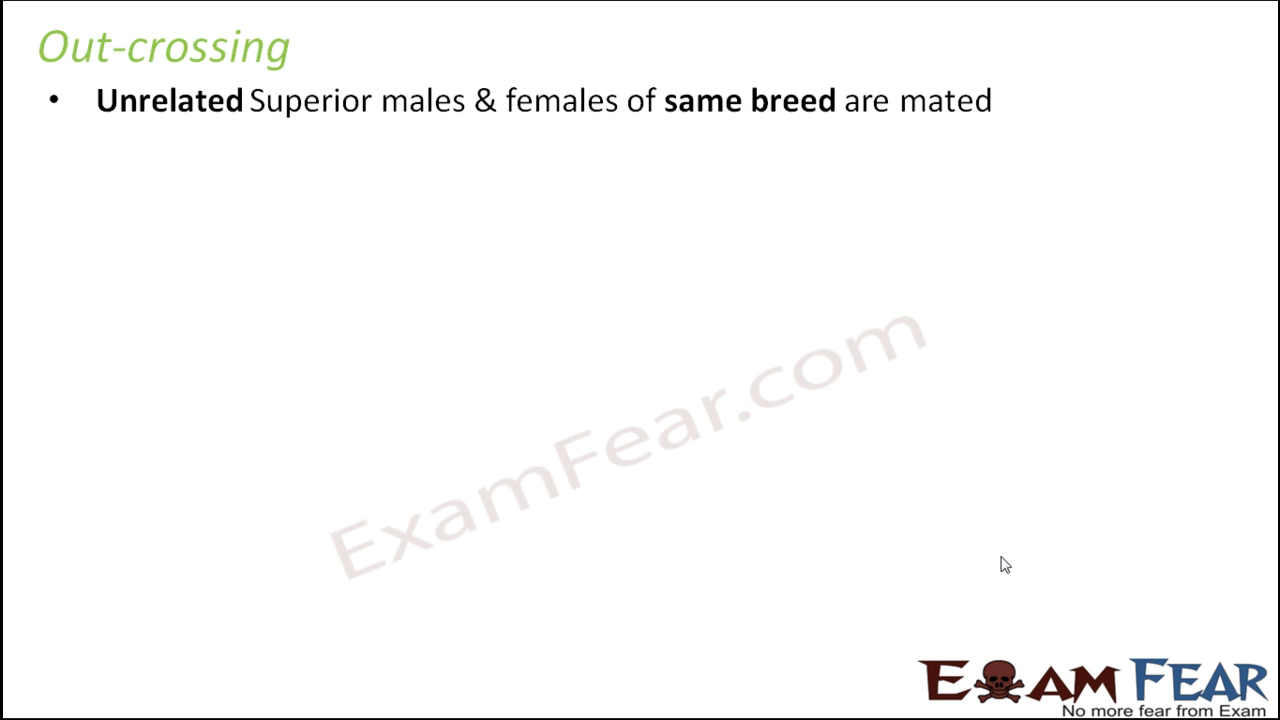 Out-crossing
• Unrelated Superior males & females of same breed are mated
ExamFear.com
EXAM FEAR
No more fear from Exam